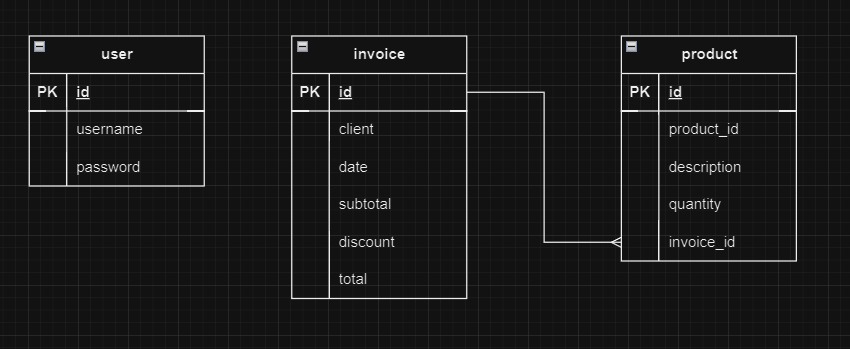 user
PK id
username
password
invoice
PK id
client
date
subtotal
discount
total
product
PK id
product_id
description
quantity
invoice_id